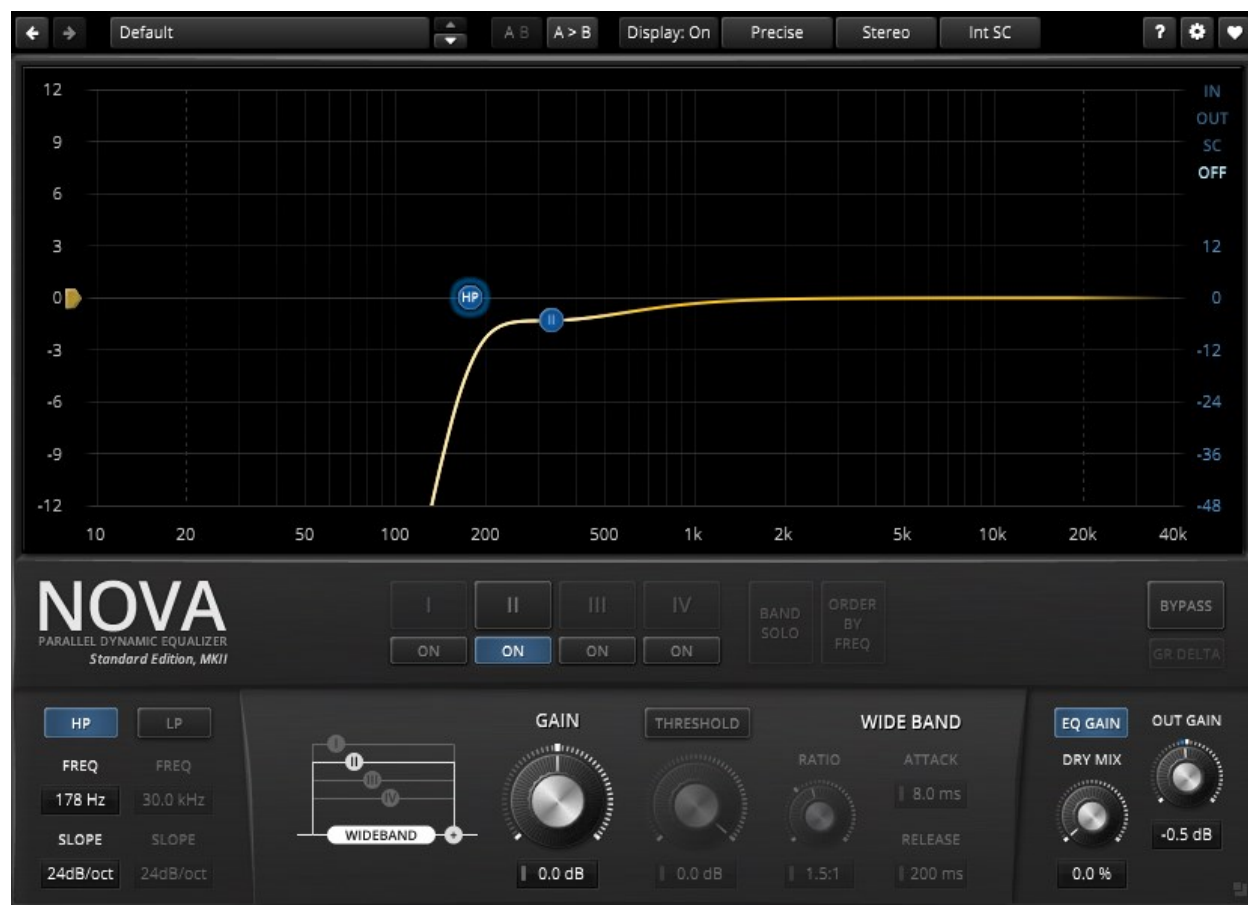 Default
A B
A > B
Display: On
Precise
Stereo
Int SC
?
12
9
6
3
0
-3
-6
-9
-12
IN
OUT
SC
OFF
12
0
-12
-24
-36
-48
HP
II
10 20 50 100 200 500 1k 2k 5k 10k 20k 40k
NOVA
PARALLEL DYNAMIC EQUALIZER
Standard Edition, MKII
I II III IV
ON ON ON ON
BAND
SOLO
ORDER
BY
FREQ
BYPASS
GR DELTA
HP LP
FREQ FREQ
178 Hz 30.0 kHz
SLOPE SLOPE
24dB/oct 24dB/oct
I
II
III
IV
WIDEBAND +
GAIN
0.0 dB
THRESHOLD
0.0 dB
WIDE BAND
RATIO
1.5:1
ATTACK
8.0 ms
RELEASE
200 ms
EQ GAIN
DRY MIX
0.0 %
OUT GAIN
-0.5 dB